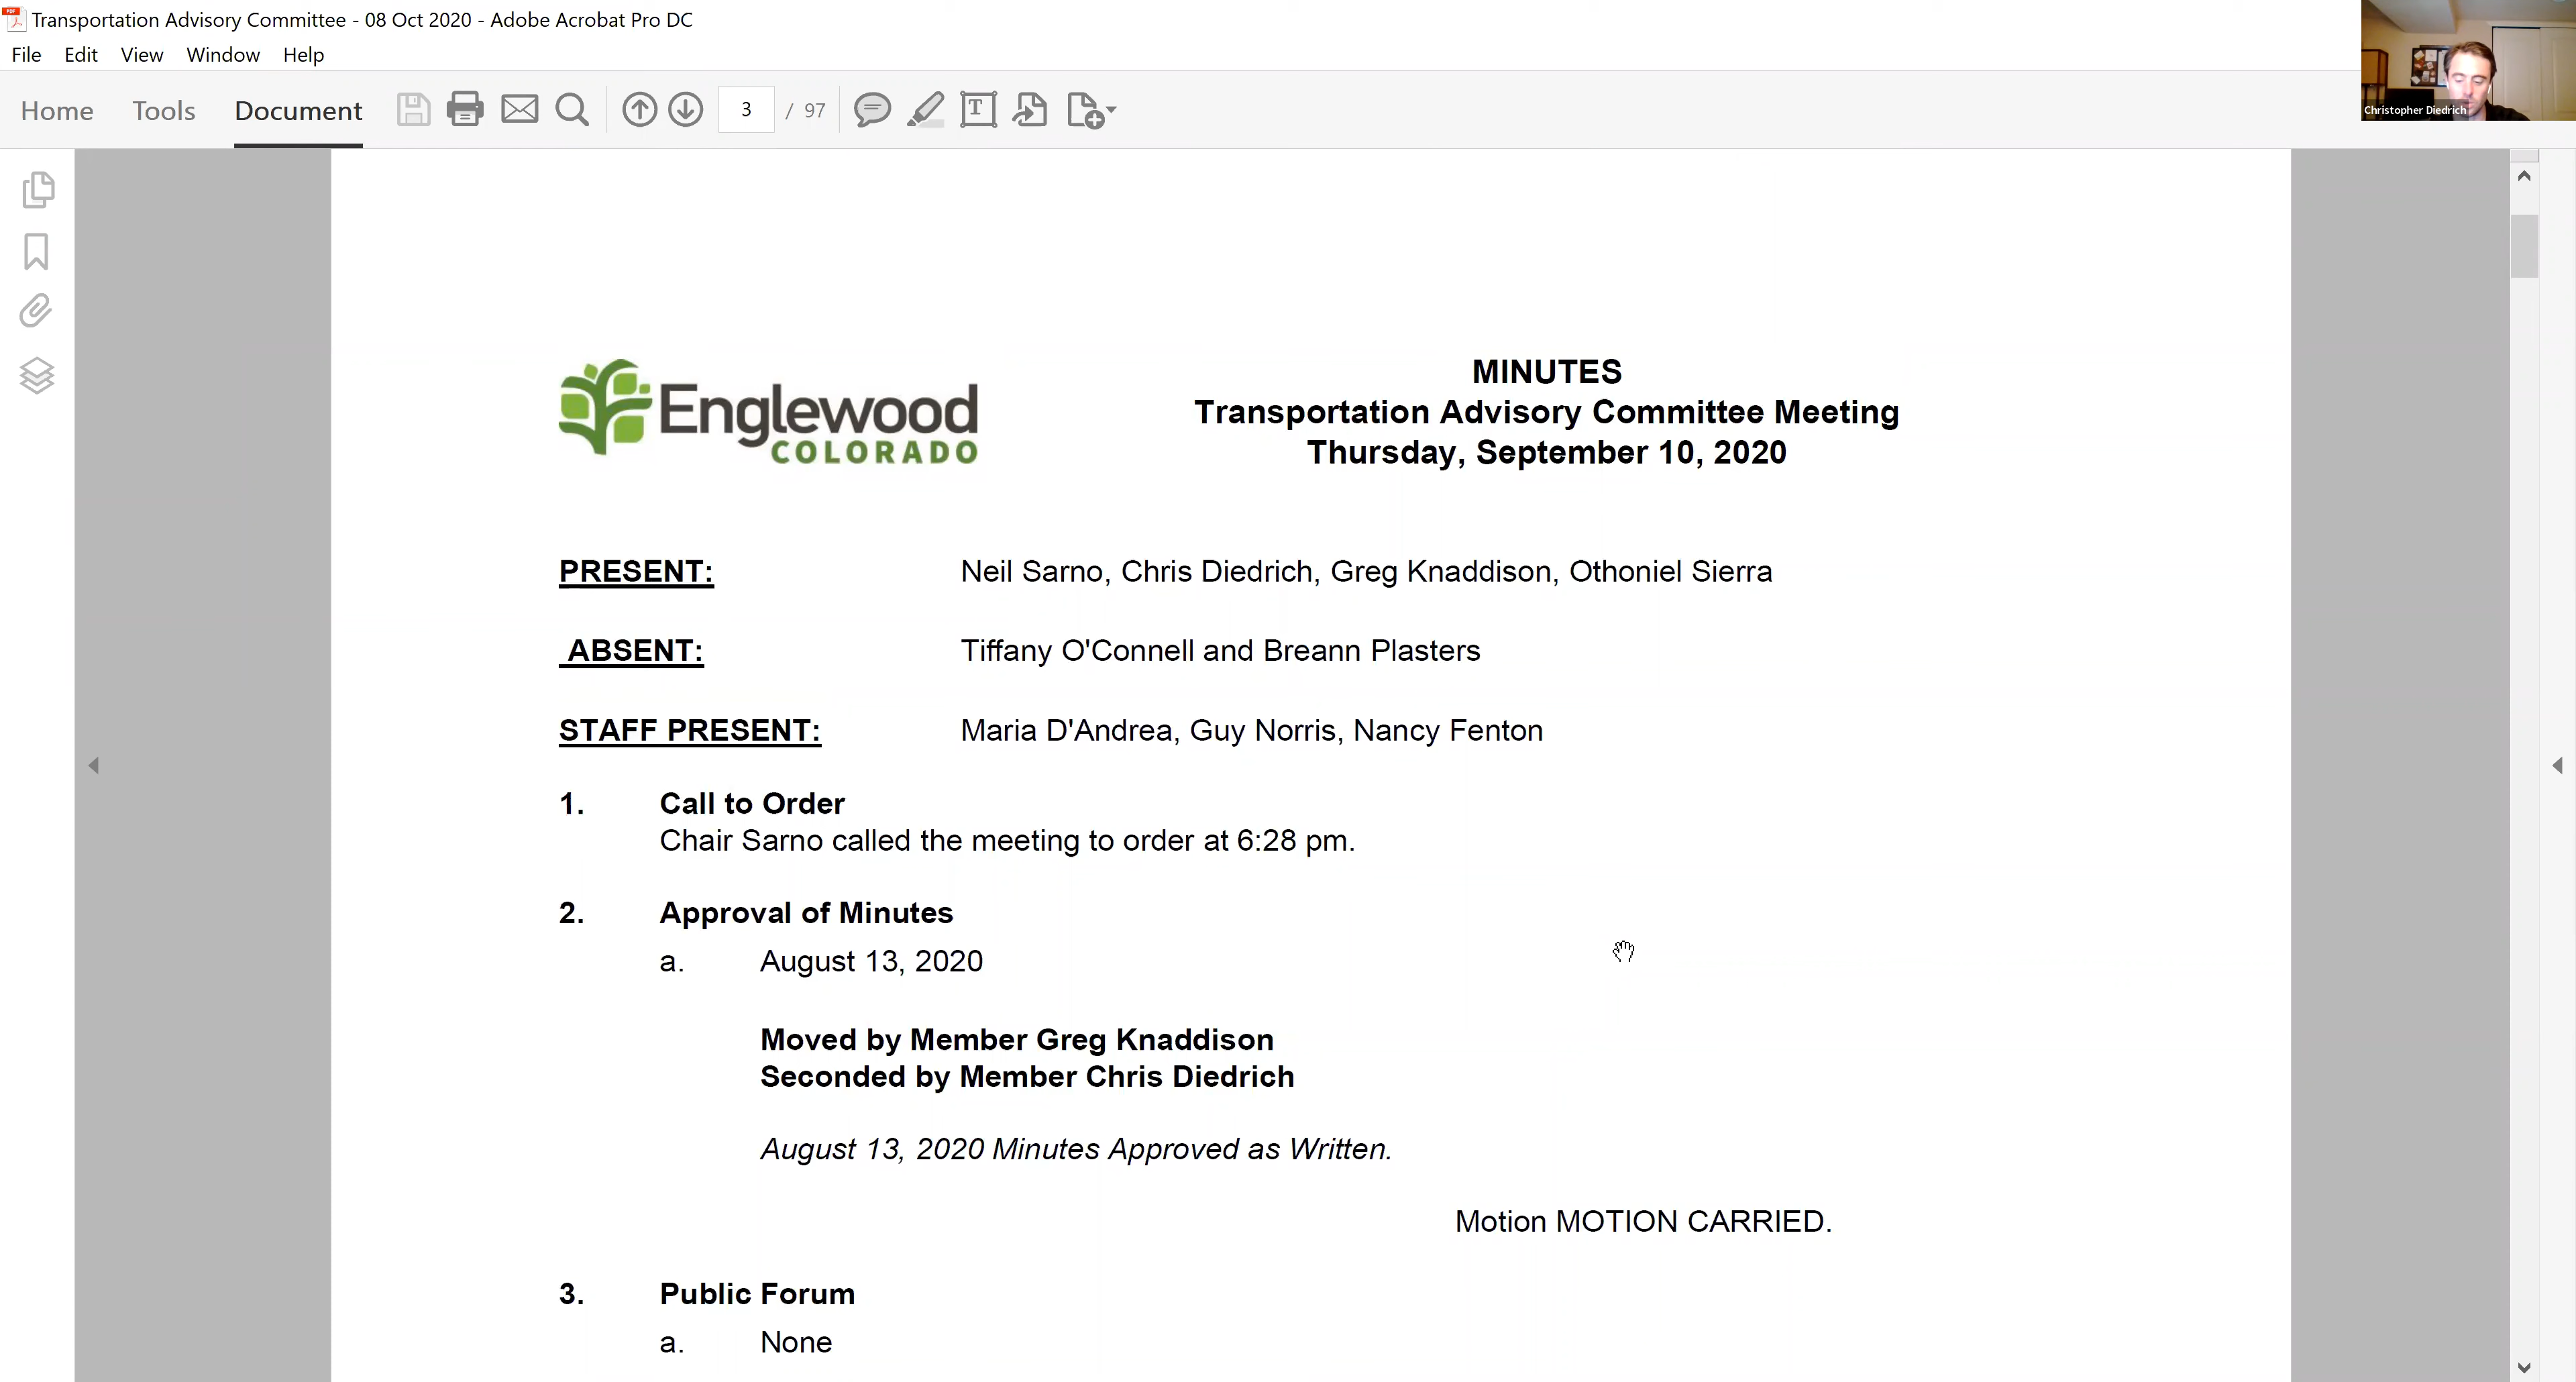 Transportation Advisory Committee - 08 Oct 2020 - Adobe Acrobat Pro DC
File Edit View Window Help
Home Tools Document 3 / 97
Christopher Diedrich
Englewood
COLORADO
MINUTES
Transportation Advisory Committee Meeting
Thursday, September 10, 2020
PRESENT: Neil Sarno, Chris Diedrich, Greg Knaddison, Othoniel Sierra
ABSENT: Tiffany O'Connell and Breann Plasters
STAFF PRESENT: Maria D'Andrea, Guy Norris, Nancy Fenton
1. Call to Order
Chair Sarno called the meeting to order at 6:28 pm.
2. Approval of Minutes
a. August 13, 2020
Moved by Member Greg Knaddison
Seconded by Member Chris Diedrich
August 13, 2020 Minutes Approved as Written.
Motion MOTION CARRIED.
3. Public Forum
a. None